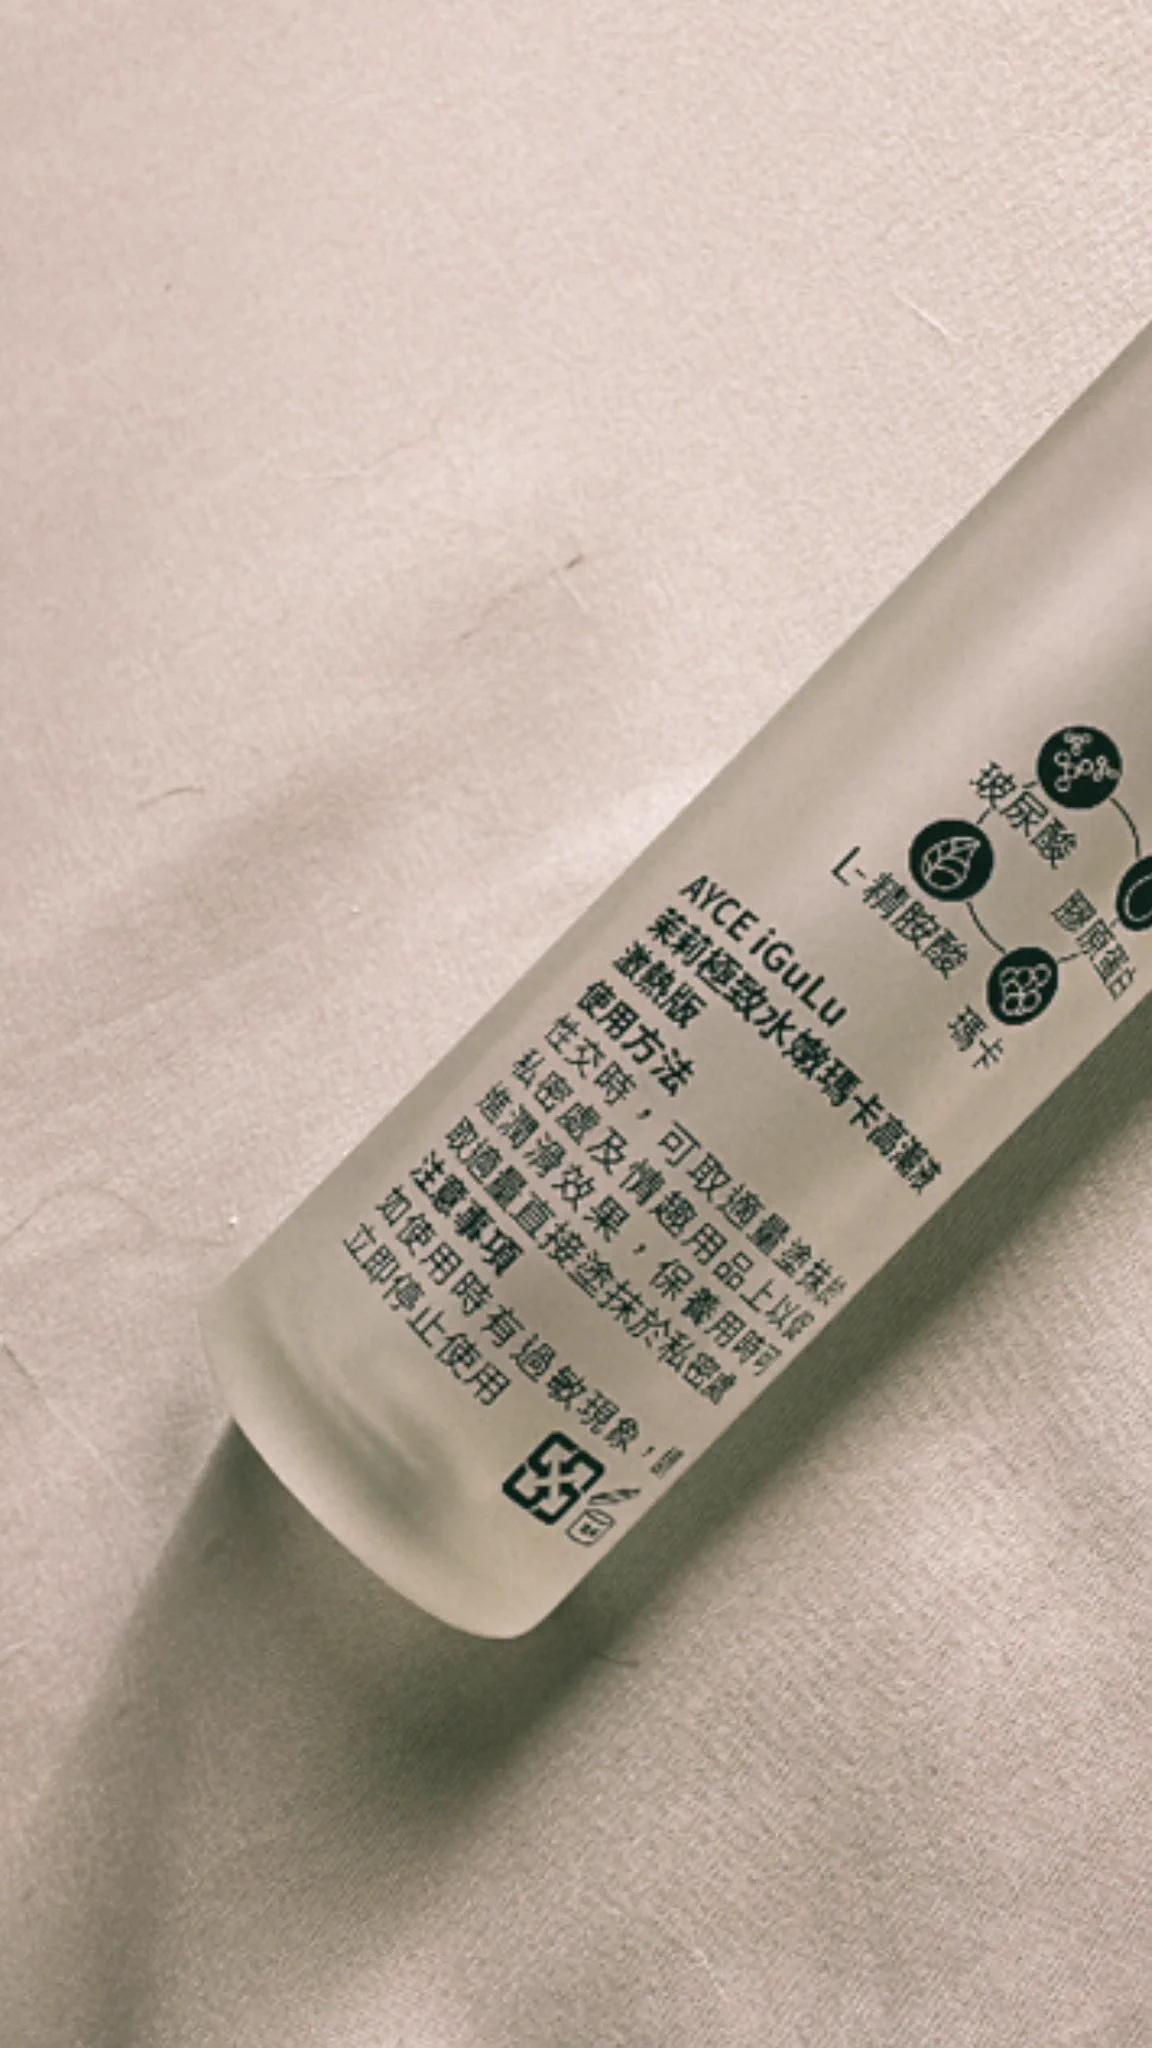 玻尿酸
L-精胺酸
膠原蛋白
瑪卡
AYCE iGuLu
茉莉極致水嫩瑪卡高潮液
激熱版
使用方法
性交時，可取適量塗抹於
私密處及情趣用品上以促
進潤滑效果，保養用時可
取適量直接塗抹於私密處
注意事項
如使用時有過敏現象，請
立即停止使用